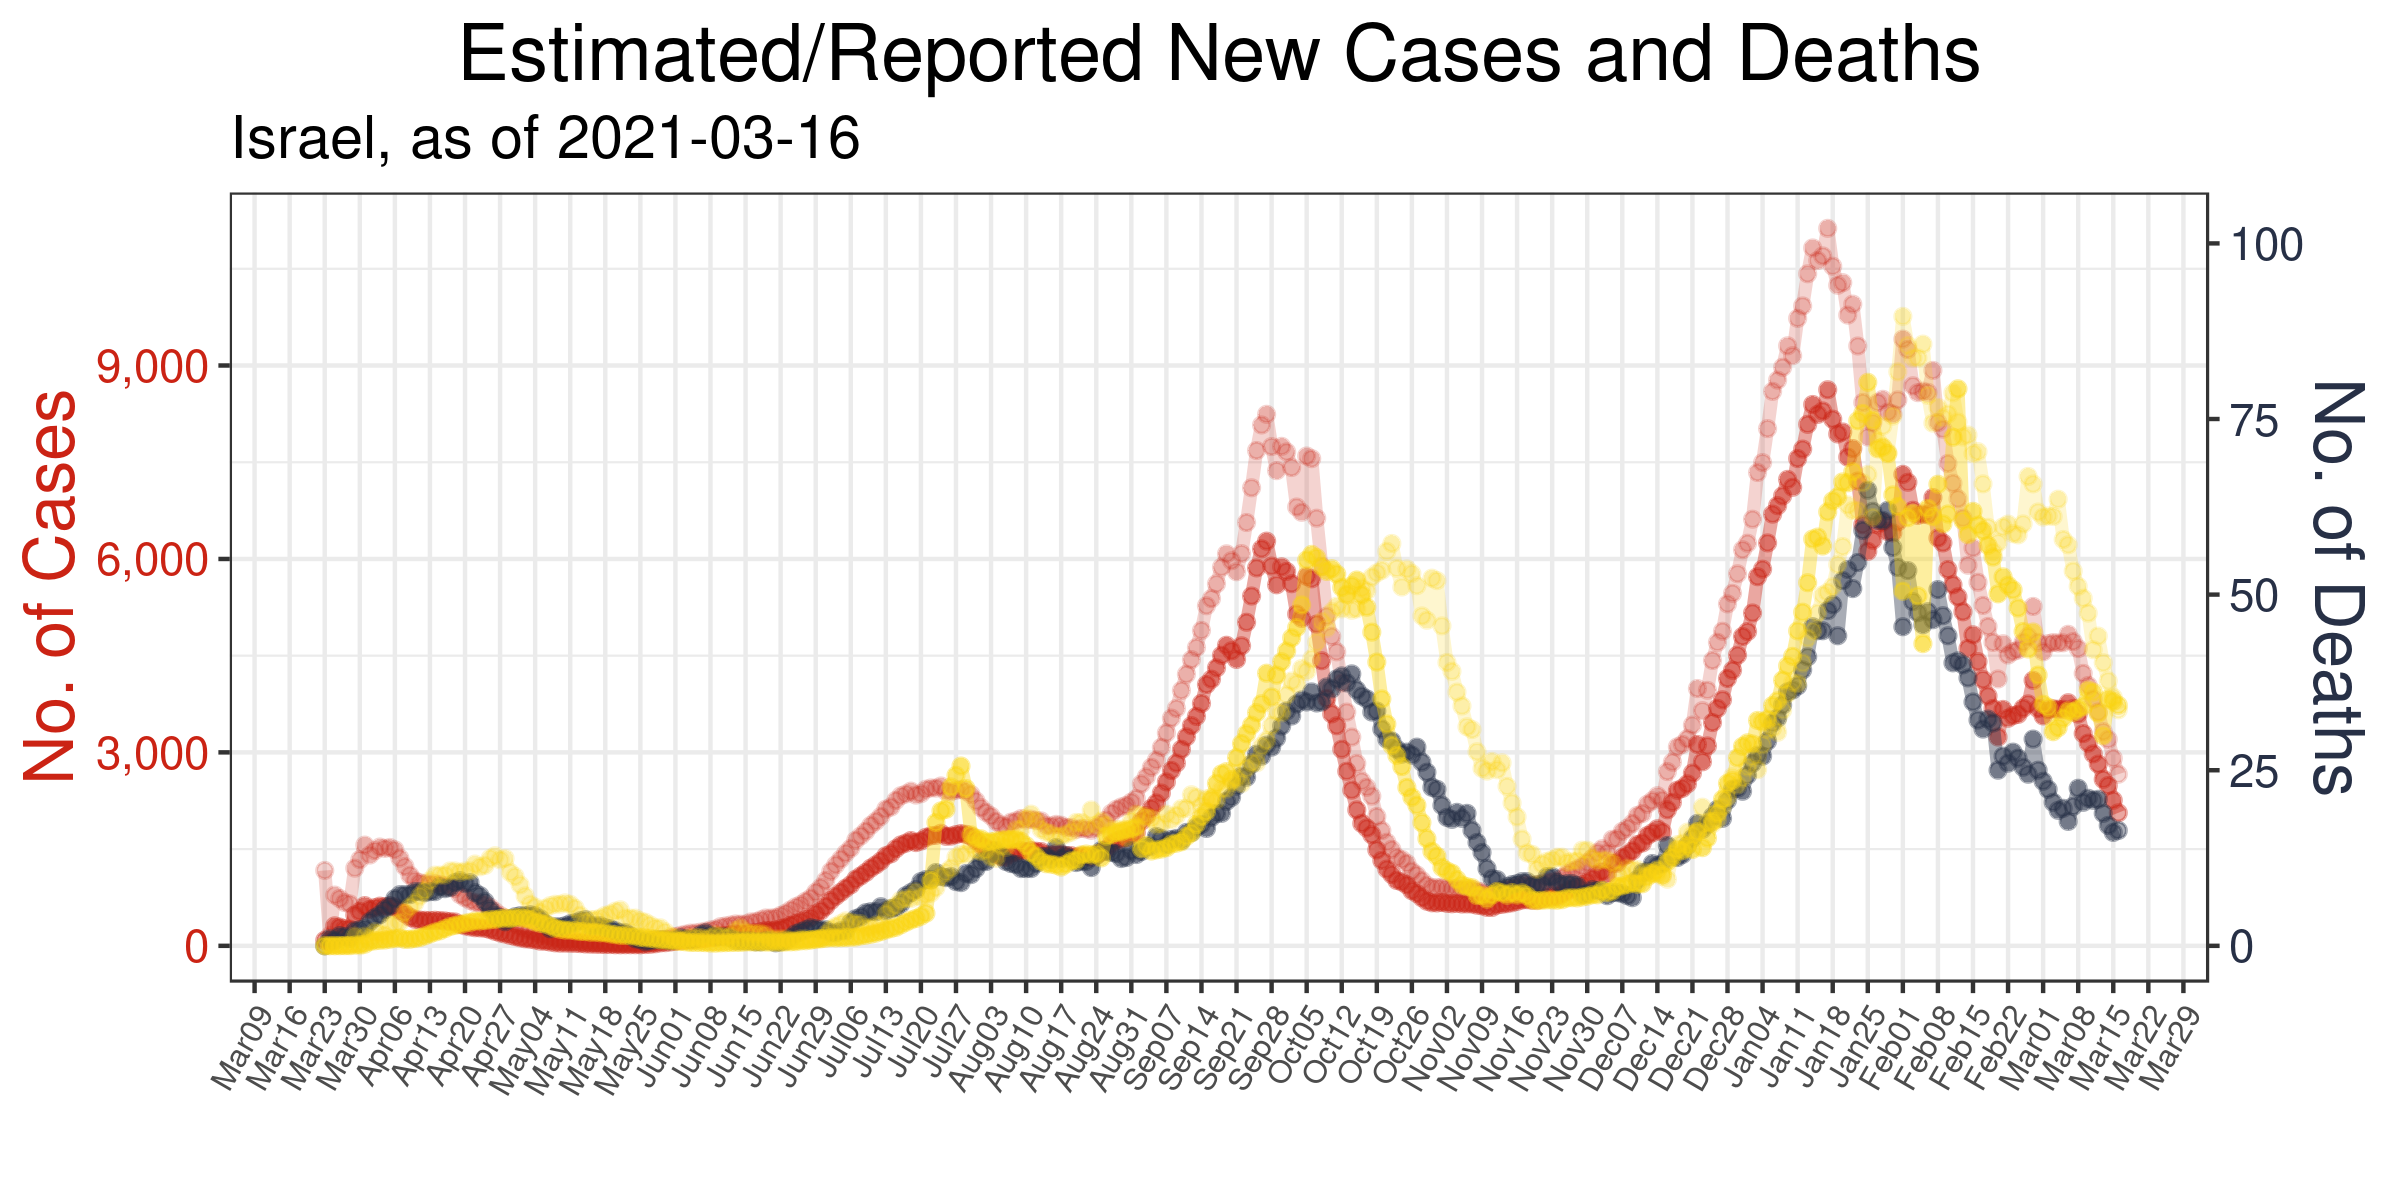 Estimated/Reported New Cases and Deaths
Israel, as of 2021-03-16
No. of Cases
9,000
6,000
3,000
0
100
75
50
25
0
No. of Deaths
Mar09
Mar16
Mar23
Mar30
Apr06
Apr13
Apr20
Apr27
May04
May11
May18
May25
Jun01
Jun08
Jun15
Jun22
Jun29
Jul06
Jul13
Jul20
Jul27
Aug03
Aug10
Aug17
Aug24
Aug31
Sep07
Sep14
Sep21
Sep28
Oct05
Oct12
Oct19
Oct26
Nov02
Nov09
Nov16
Nov23
Nov30
Dec07
Dec14
Dec21
Dec28
Jan04
Jan11
Jan18
Jan25
Feb01
Feb08
Feb15
Feb22
Mar01
Mar08
Mar15
Mar22
Mar29